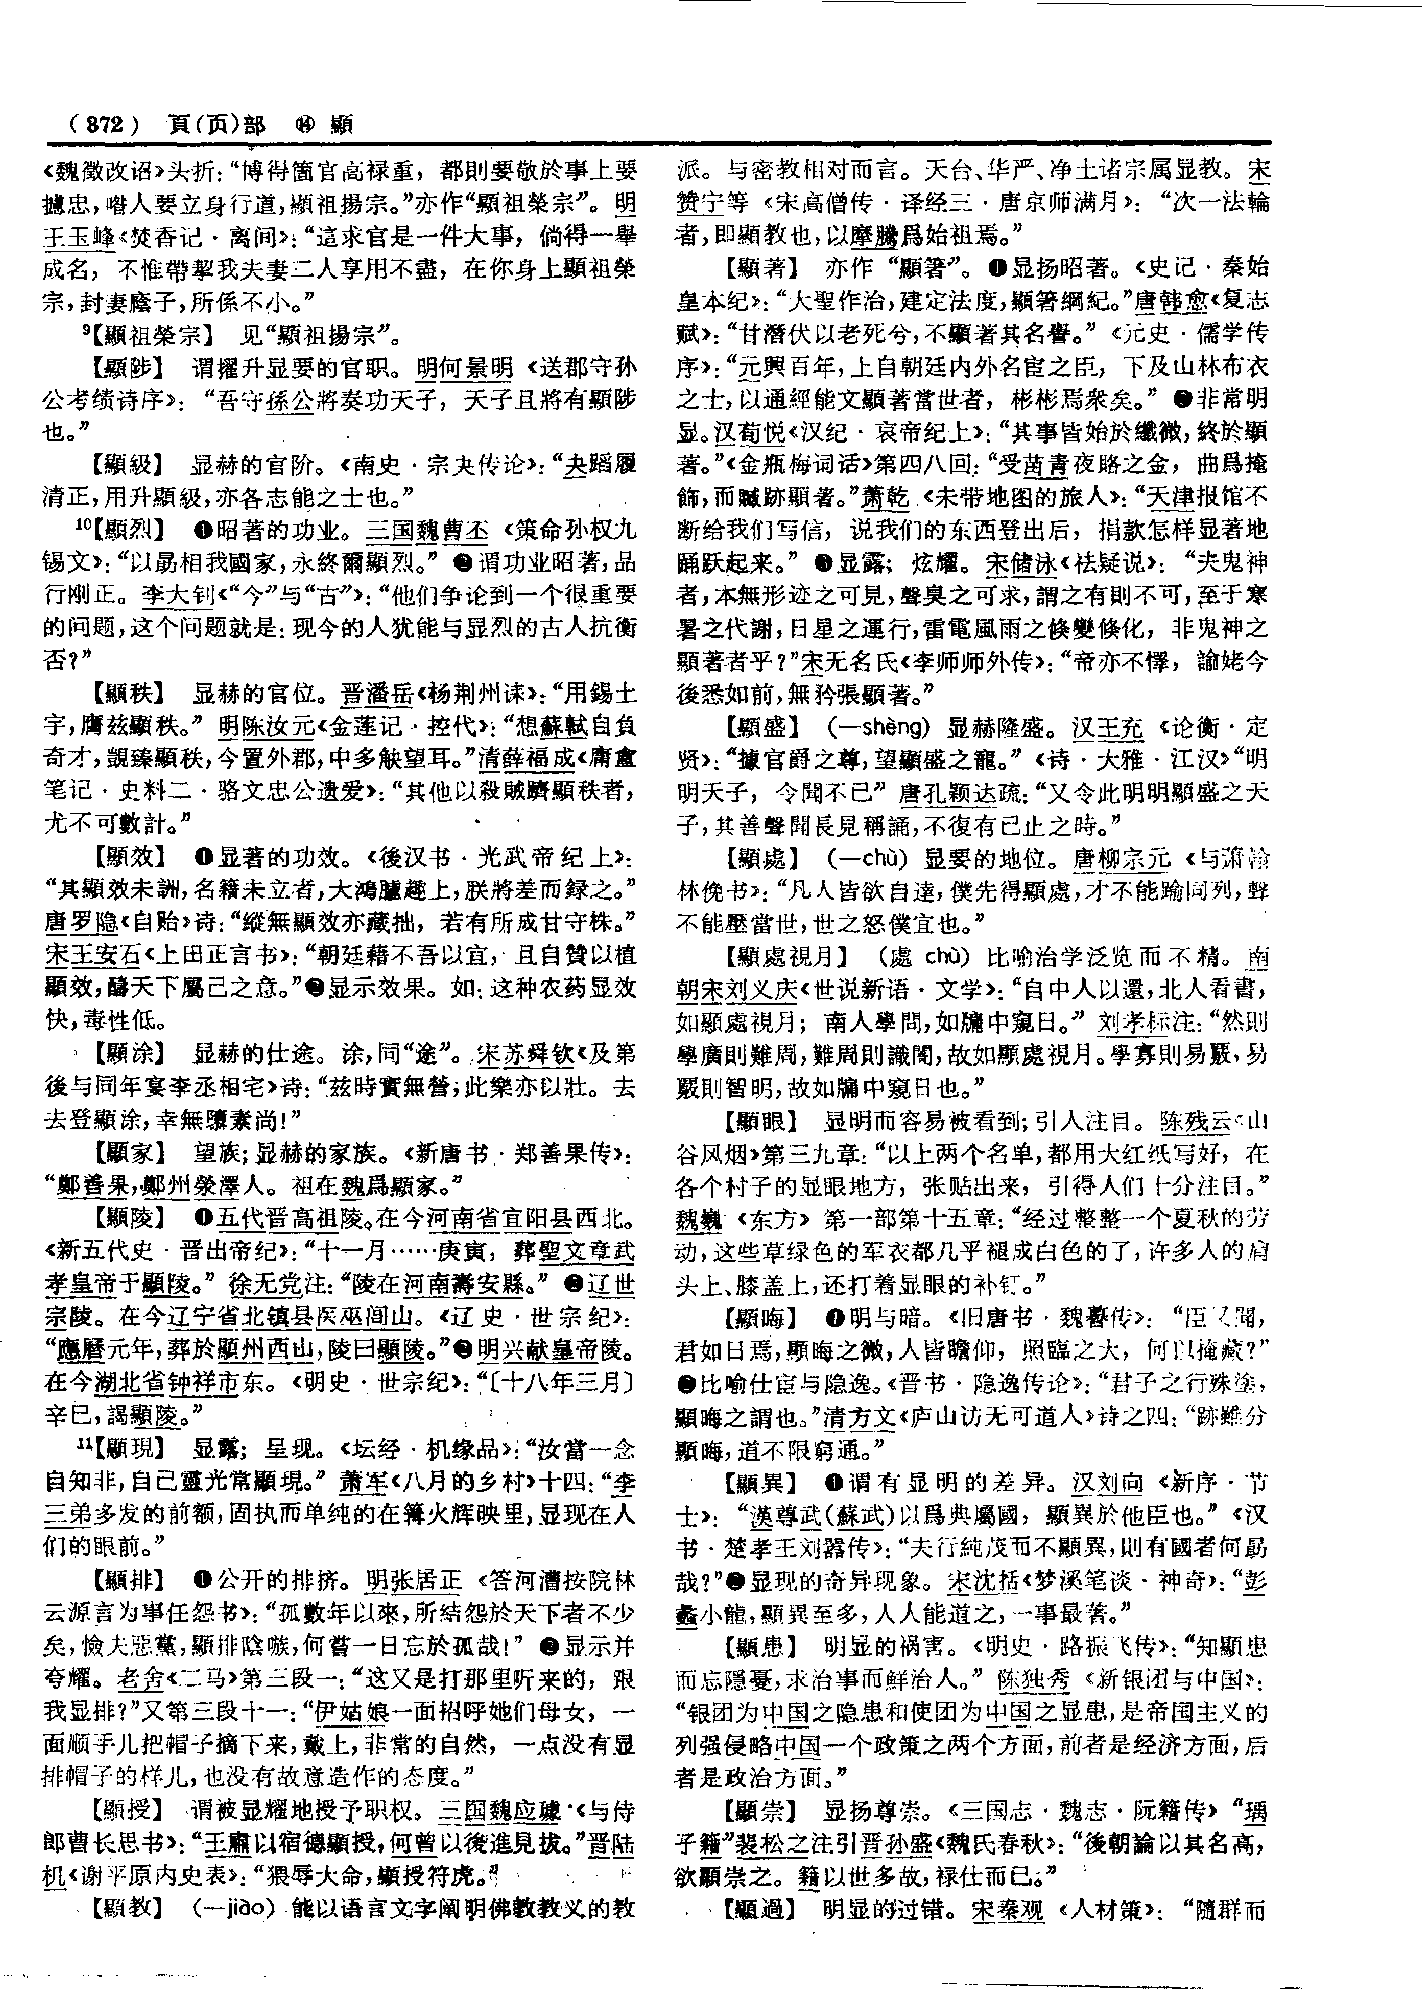 (372) 頁(页)部 ⑭ 顯
《魏徵改诏》头折：“博得箇官高禄重，都則要敬於事上要
攄忠，喒人要立身行道，顯祖揚宗。”亦作“顯祖榮宗”。明
王玉峰《焚香记·离间》：“這求官是一件大事，倘得一舉
成名，不惟帶挈我夫妻二人享用不盡，在你身上顯祖榮
宗，封妻廕子，所係不小。”
9【顯祖榮宗】 见“顯祖揚宗”。
【顯陟】 谓擢升显要的官职。明何景明《送郡守孙
公考绩诗序》：“吾守孫公將奏功天子，天子且將有顯陟
也。”
【顯級】 显赫的官阶。《南史·宗夬传论》：“夬蹈履
清正，用升顯級，亦各志能之士也。”
10【顯烈】 ❶昭著的功业。三国魏曹丕《策命孙权九
锡文》：“以勗相我國家，永終爾顯烈。”❷谓功业昭著，品
行刚正。李大钊《“今”与“古”》：“他们争论到一个很重要
的问题，这个问题就是：现今的人犹能与显烈的古人抗衡
否？”
【顯秩】 显赫的官位。晋潘岳《杨荆州诔》：“用錫土
宇，膺兹顯秩。”明陈汝元《金莲记·控代》：“想蘇軾自負
奇才，覬臻顯秩，今置外郡，中多觖望耳。”清薛福成《庸盦
笔记·史料二·骆文忠公遗爱》：“其他以殺賊躋顯秩者，
尤不可數計。”
【顯效】 ❶显著的功效。《後汉书·光武帝纪上》：
“其顯效未詶，名籍未立者，大鴻臚趣上，朕將差而録之。”
唐罗隐《自贻》诗：“縱無顯效亦藏拙，若有所成甘守株。”
宋王安石《上田正言书》：“朝廷藉不吾以宜，且自贊以植
顯效，醻天下屬己之意。”❷显示效果。如：这种农药显效
快，毒性低。
【顯涂】 显赫的仕途。涂，同“途”。宋苏舜钦《及第
後与同年宴李丞相宅》诗：“兹時實無營，此樂亦以壯。去
去登顯涂，幸無隳素尚！”
【顯家】 望族；显赫的家族。《新唐书·郑善果传》：
“鄭善果，鄭州滎澤人。祖在魏爲顯家。”
【顯陵】 ❶五代晋高祖陵。在今河南省宜阳县西北。
《新五代史·晋出帝纪》：“十一月……庚寅，葬聖文章武
孝皇帝于顯陵。”徐无党注：“陵在河南壽安縣。”❷辽世
宗陵。在今辽宁省北镇县医巫闾山。《辽史·世宗纪》：
“應曆元年，葬於顯州西山，陵曰顯陵。”❸明兴献皇帝陵。
在今湖北省钟祥市东。《明史·世宗纪》：“〔十八年三月〕
辛巳，謁顯陵。”
11【顯現】 显露；呈现。《坛经·机缘品》：“汝當一念
自知非，自己靈光常顯現。”萧军《八月的乡村》十四：“李
三弟多发的前额，固执而单纯的在篝火辉映里，显现在人
们的眼前。”
【顯排】 ❶公开的排挤。明张居正《答河漕按院林
云源言为事任怨书》：“孤數年以來，所結怨於天下者不少
矣，憸夫惡黨，顯排陰嗾，何嘗一日忘於孤哉！”❷显示并
夸耀。老舍《二马》第三段一：“这又是打那里听来的，跟
我显排？”又第三段十一：“伊姑娘一面招呼她们母女，一
面顺手儿把帽子摘下来，戴上，非常的自然，一点没有显
排帽子的样儿，也没有故意造作的态度。”
【顯授】 谓被显耀地授予职权。三国魏应璩《与侍
郎曹长思书》：“王肅以宿德顯授，何曾以後進見拔。”晋陆
机《谢平原内史表》：“猥辱大命，顯授符虎。”
【顯教】 (—jiào) 能以语言文字阐明佛教教义的教
派。与密教相对而言。天台、华严、净土诸宗属显教。宋
赞宁等《宋高僧传·译经三·唐京师满月》：“次一法輪
者，即顯教也，以摩騰爲始祖焉。”
【顯著】 亦作“顯箸”。❶显扬昭著。《史记·秦始
皇本纪》：“大聖作治，建定法度，顯箸綱紀。”唐韩愈《复志
赋》：“甘潛伏以老死兮，不顯著其名譽。”《元史·儒学传
序》：“元興百年，上自朝廷内外名宦之臣，下及山林布衣
之士，以通經能文顯著當世者，彬彬焉衆矣。”❷非常明
显。汉荀悦《汉纪·哀帝纪上》：“其事皆始於纖微，終於顯
著。”《金瓶梅词话》第四八回：“受苗青夜賂之金，曲爲掩
飾，而贓跡顯著。”萧乾《未带地图的旅人》：“天津报馆不
断给我们写信，说我们的东西登出后，捐款怎样显著地
踊跃起来。”❸显露；炫耀。宋储泳《袪疑说》：“夫鬼神
者，本無形迹之可見，聲臭之可求，謂之有則不可，至于寒
暑之代謝，日星之運行，雷電風雨之倏變倏化，非鬼神之
顯著者乎？”宋无名氏《李师师外传》：“帝亦不懌，諭姥今
後悉如前，無矜張顯著。”
【顯盛】 (—shèng) 显赫隆盛。汉王充《论衡·定
贤》：“據官爵之尊，望顯盛之寵。”《诗·大雅·江汉》“明
明天子，令聞不已”唐孔颖达疏：“又令此明明顯盛之天
子，其善聲聞長見稱誦，不復有已止之時。”
【顯處】 (—chù) 显要的地位。唐柳宗元《与萧翰
林俛书》：“凡人皆欲自達，僕先得顯處，才不能踰同列，聲
不能壓當世，世之怒僕宜也。”
【顯處視月】 (處 chù) 比喻治学泛览而不精。南
朝宋刘义庆《世说新语·文学》：“自中人以還，北人看書，
如顯處視月；南人學問，如牖中窺日。”刘孝标注：“然則
學廣則難周，難周則識闇，故如顯處視月。學寡則易覈，易
覈則智明，故如牖中窺日也。”
【顯眼】 显明而容易被看到；引人注目。陈残云《山
谷风烟》第三九章：“以上两个名单，都用大红纸写好，在
各个村子的显眼地方，张贴出来，引得人们十分注目。”
魏巍《东方》第一部第十五章：“经过整整一个夏秋的劳
动，这些草绿色的军衣都几乎褪成白色的了，许多人的肩
头上、膝盖上，还打着显眼的补钉。”
【顯晦】 ❶明与暗。《旧唐书·魏謩传》：“臣又聞，
君如日焉，顯晦之微，人皆瞻仰，照臨之大，何以掩藏？”
❷比喻仕宦与隐逸。《晋书·隐逸传论》：“君子之行殊塗，
顯晦之謂也。”清方文《庐山访无可道人》诗之四：“跡雖分
顯晦，道不限窮通。”
【顯異】 ❶谓有显明的差异。汉刘向《新序·节
士》：“漢尊武(蘇武)以爲典屬國，顯異於他臣也。”《汉
书·楚孝王刘嚣传》：“夫行純茂而不顯異，則有國者何勗
哉？”❷显现的奇异现象。宋沈括《梦溪笔谈·神奇》：“彭
蠡小龍，顯異至多，人人能道之，一事最著。”
【顯患】 明显的祸害。《明史·路振飞传》：“知顯患
而忘隱憂，求治事而鮮治人。”陈独秀《新银团与中国》：
“银团为中国之隐患和使团为中国之显患，是帝国主义的
列强侵略中国一个政策之两个方面，前者是经济方面，后
者是政治方面。”
【顯崇】 显扬尊崇。《三国志·魏志·阮籍传》“瑀
子籍”裴松之注引晋孙盛《魏氏春秋》：“後朝論以其名高，
欲顯崇之。籍以世多故，禄仕而已。”
【顯過】 明显的过错。宋秦观《人材策》：“隨群而